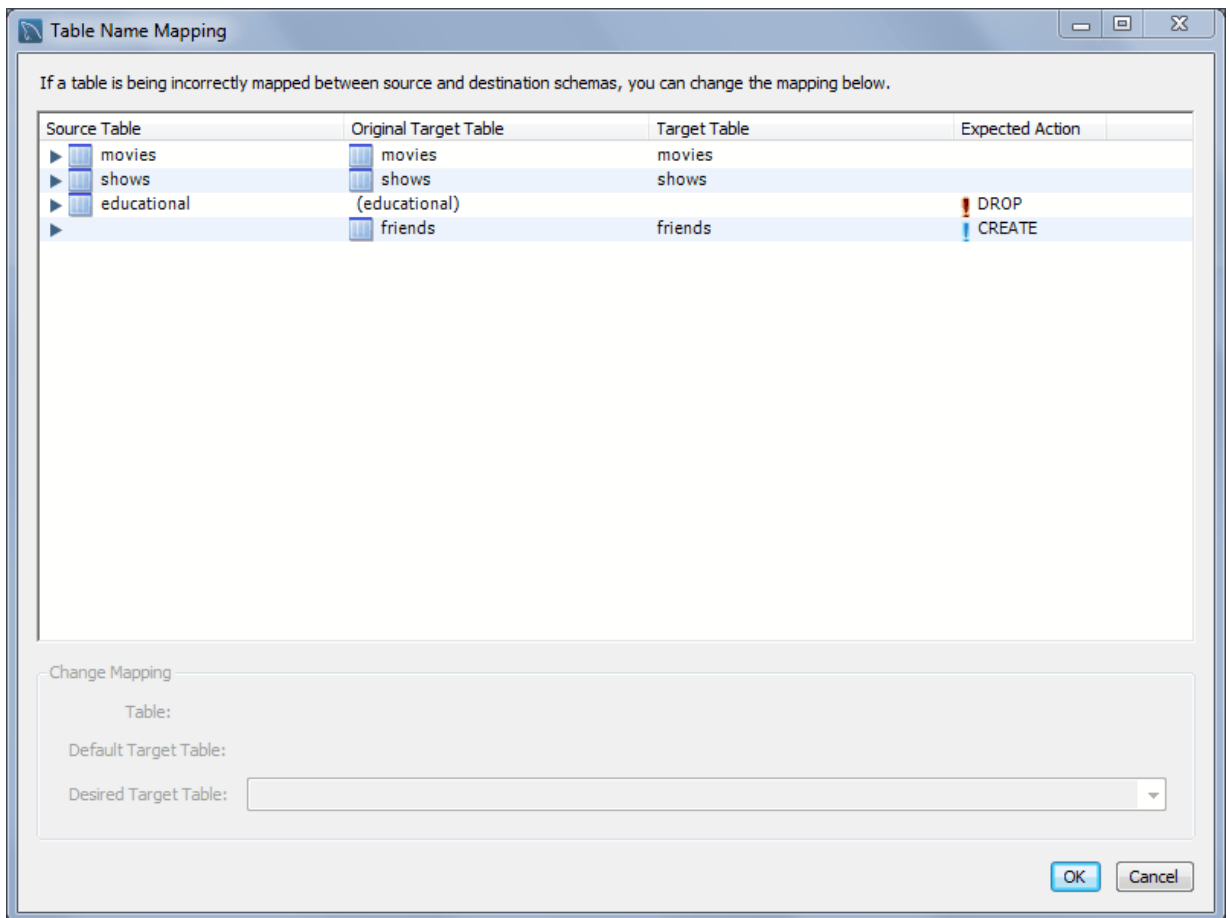 Table Name Mapping
If a table is being incorrectly mapped between source and destination schemas, you can change the mapping below.
Source Table Original Target Table Target Table Expected Action
movies movies movies
shows shows shows
educational (educational) DROP
friends friends CREATE
Change Mapping
Table:
Default Target Table:
Desired Target Table:
OK Cancel